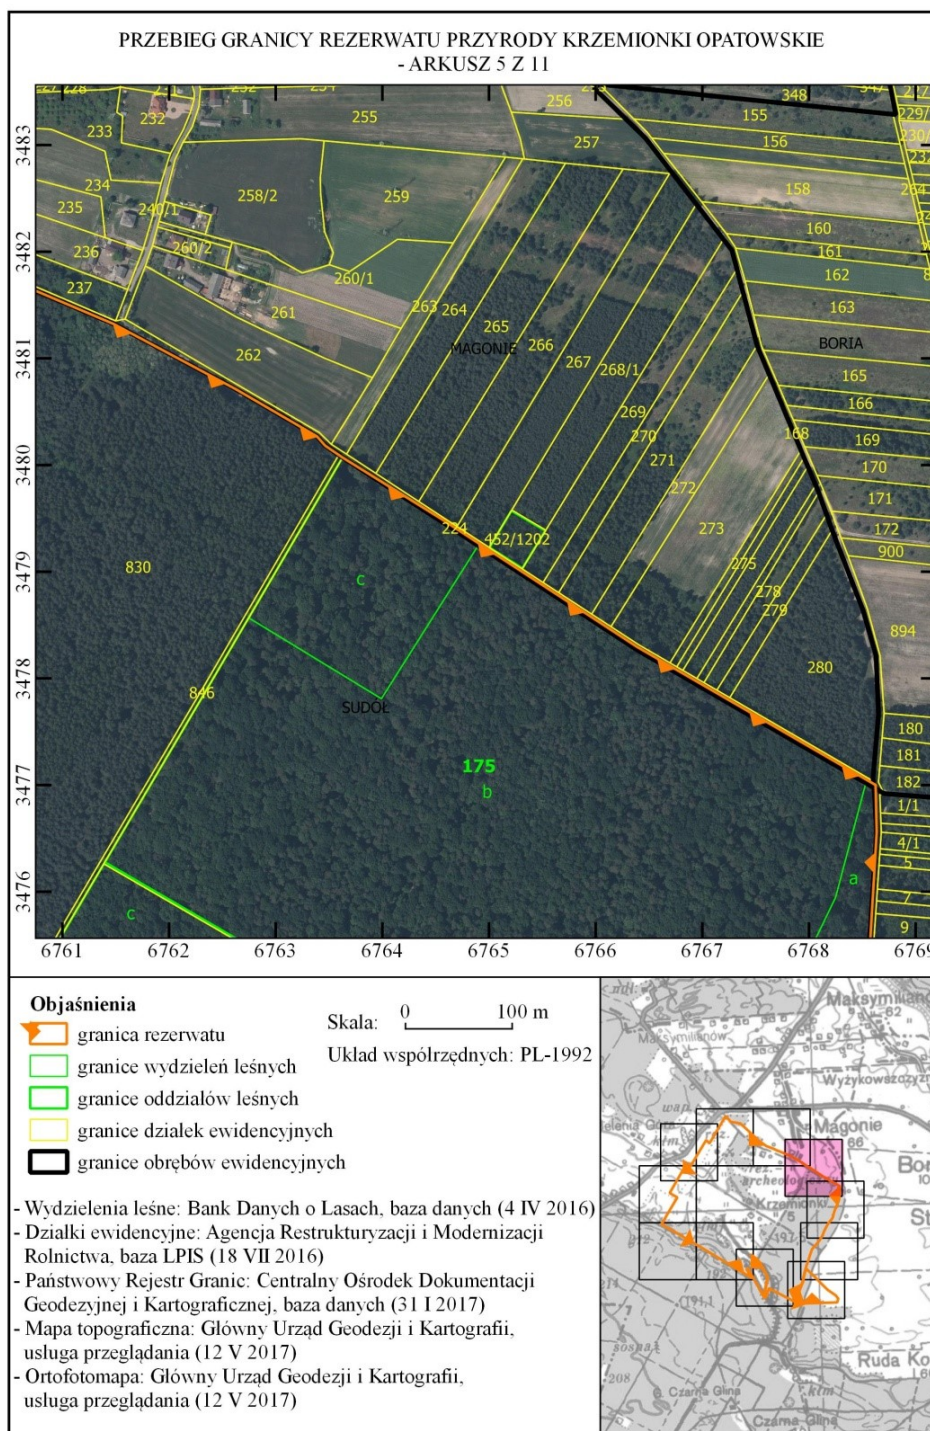 PRZEBIEG GRANICY REZERWATU PRZYRODY KRZEMIONKI OPATOWSKIE
- ARKUSZ 5 Z 11
256
348
155
255
257
156
233
232
158
234
258/2
259
235
240/1
160
236
260/2
161
162
237
260/1
261
263
264
265
163
266
MAGONIE
BORIA
262
267
268/1
165
269
166
270
168
169
271
170
272
171
224
452/1202
273
172
900
830
c
275
278
279
894
280
846
SUDÓŁ
180
175
181
b
182
1/1
4/1
5
a
7
c
9
3483
3482
3481
3480
3479
3478
3477
3476
6761 6762 6763 6764 6765 6766 6767 6768 6769
Objaśnienia
granica rezerwatu
granice wydzieleń leśnych
granice oddziałów leśnych
granice działek ewidencyjnych
granice obrębów ewidencyjnych
Skala: 0 100 m
Układ współrzędnych: PL-1992
- Wydzielenia leśne: Bank Danych o Lasach, baza danych (4 IV 2016)
- Działki ewidencyjne: Agencja Restrukturyzacji i Modernizacji
Rolnictwa, baza LPIS (18 VII 2016)
- Państwowy Rejestr Granic: Centralny Ośrodek Dokumentacji
Geodezyjnej i Kartograficznej, baza danych (31 I 2017)
- Mapa topograficzna: Główny Urząd Geodezji i Kartografii,
usługa przeglądania (12 V 2017)
- Ortofotomapa: Główny Urząd Geodezji i Kartografii,
usługa przeglądania (12 V 2017)
Maksymilianów
62
Magonie
66
Krzemionki
Ruda
208
Czarna Glina
Czarna Glina